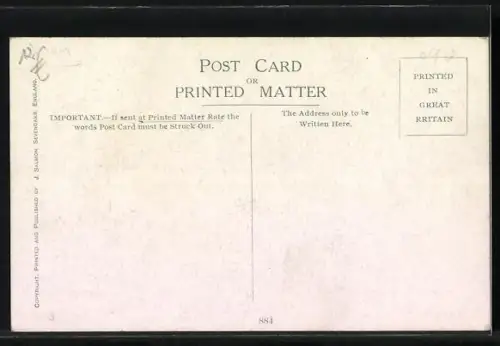 POST CARD
OR
PRINTED MATTER
IMPORTANT.—If sent at Printed Matter Rate the
words Post Card must be Struck Out.
The Address only to be
Written Here.
PRINTED
IN
GREAT
BRITAIN
COPYRIGHT. PRINTED AND PUBLISHED BY J. SALMON SEVENOAKS ENGLAND.
884